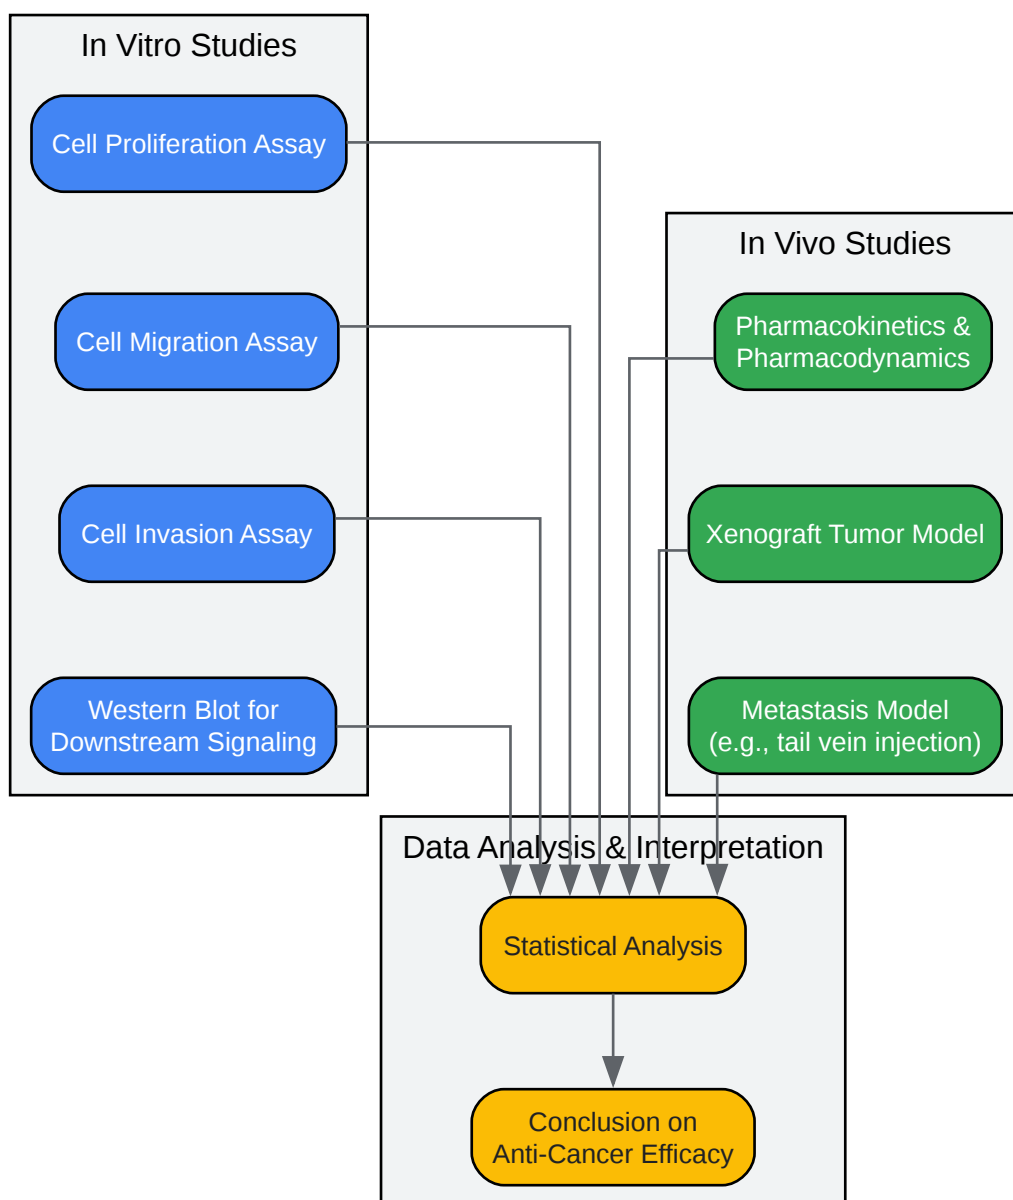 In Vitro Studies
Cell Proliferation Assay
Cell Migration Assay
Cell Invasion Assay
Western Blot for
Downstream Signaling
In Vivo Studies
Pharmacokinetics &
Pharmacodynamics
Xenograft Tumor Model
Metastasis Model
(e.g., tail vein injection)
Data Analysis & Interpretation
Statistical Analysis
Conclusion on
Anti-Cancer Efficacy